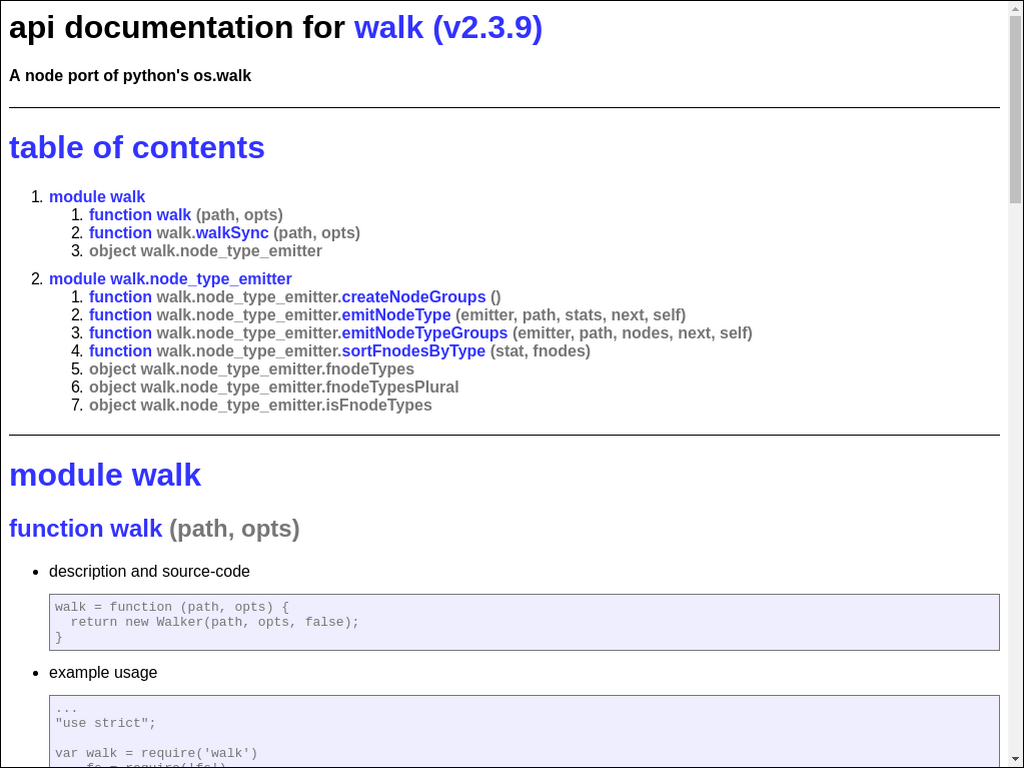 api documentation for walk (v2.3.9)
A node port of python's os.walk
table of contents
1. module walk
1. function walk (path, opts)
2. function walk.walkSync (path, opts)
3. object walk.node_type_emitter
2. module walk.node_type_emitter
1. function walk.node_type_emitter.createNodeGroups ()
2. function walk.node_type_emitter.emitNodeType (emitter, path, stats, next, self)
3. function walk.node_type_emitter.emitNodeTypeGroups (emitter, path, nodes, next, self)
4. function walk.node_type_emitter.sortFnodesByType (stat, fnodes)
5. object walk.node_type_emitter.fnodeTypes
6. object walk.node_type_emitter.fnodeTypesPlural
7. object walk.node_type_emitter.isFnodeTypes
module walk
function walk (path, opts)
• description and source-code
walk = function (path, opts) {
  return new Walker(path, opts, false);
}
• example usage
...
"use strict";
var walk = require('walk')
fs = require('fs')